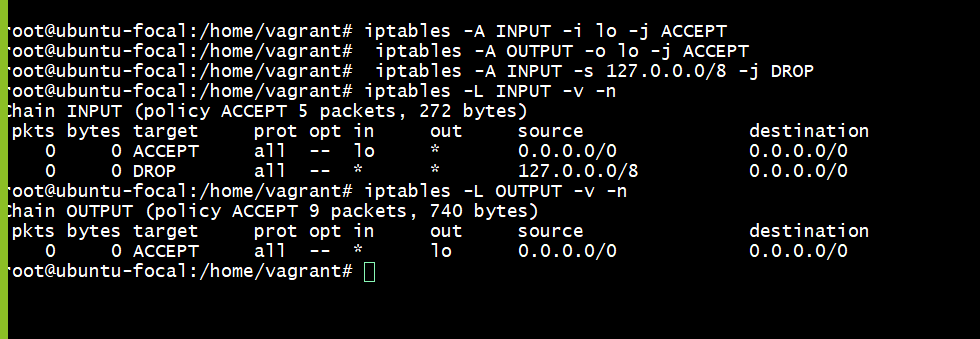 root@ubuntu-focal:/home/vagrant# iptables -A INPUT -i lo -j ACCEPT
root@ubuntu-focal:/home/vagrant#  iptables -A OUTPUT -o lo -j ACCEPT
root@ubuntu-focal:/home/vagrant#  iptables -A INPUT -s 127.0.0.0/8 -j DROP
root@ubuntu-focal:/home/vagrant# iptables -L INPUT -v -n
Chain INPUT (policy ACCEPT 5 packets, 272 bytes)
pkts bytes target     prot opt in     out     source               destination
0     0 ACCEPT     all  --  lo     *       0.0.0.0/0            0.0.0.0/0
0     0 DROP       all  --  *      *       127.0.0.0/8          0.0.0.0/0
root@ubuntu-focal:/home/vagrant# iptables -L OUTPUT -v -n
Chain OUTPUT (policy ACCEPT 9 packets, 740 bytes)
pkts bytes target     prot opt in     out     source               destination
0     0 ACCEPT     all  --  *      lo      0.0.0.0/0            0.0.0.0/0
root@ubuntu-focal:/home/vagrant#